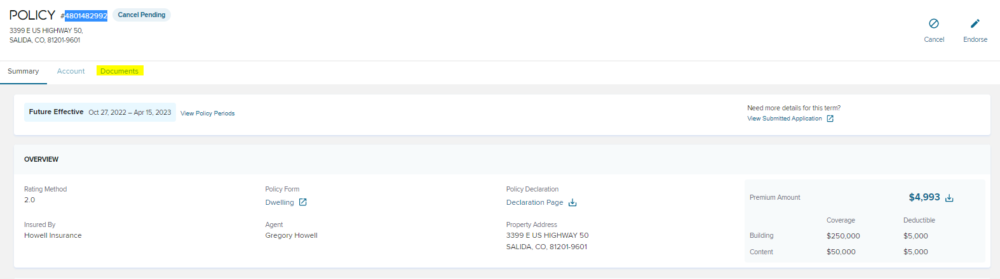 POLICY #4801482992 Cancel Pending
3399 E US HIGHWAY 50,
SALIDA, CO, 81201-9601
Cancel
Endorse
Summary Account Documents
Future Effective Oct 27, 2022 – Apr 15, 2023 View Policy Periods
Need more details for this term?
View Submitted Application
OVERVIEW
Rating Method
2.0
Policy Form
Dwelling
Policy Declaration
Declaration Page
Insured By
Howell Insurance
Agent
Gregory Howell
Property Address
3399 E US HIGHWAY 50
SALIDA, CO, 81201-9601
Premium Amount $4,993
Coverage Deductible
Building $250,000 $5,000
Content $50,000 $5,000